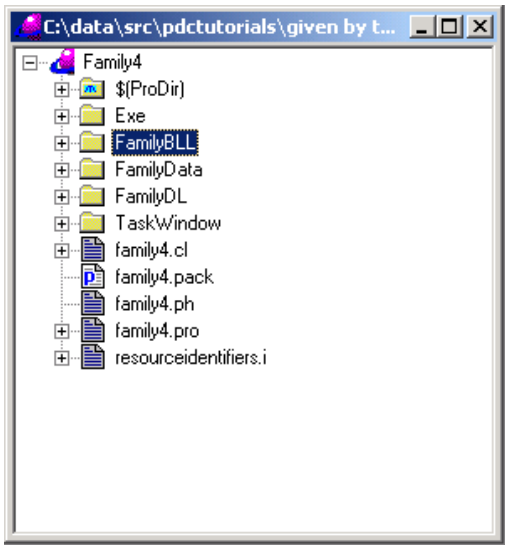 C:\data\src\pdctutorials\given by t...
Family4
$(ProDir)
Exe
FamilyBLL
FamilyData
FamilyDL
TaskWindow
family4.cl
family4.pack
family4.ph
family4.pro
resourceidentifiers.i